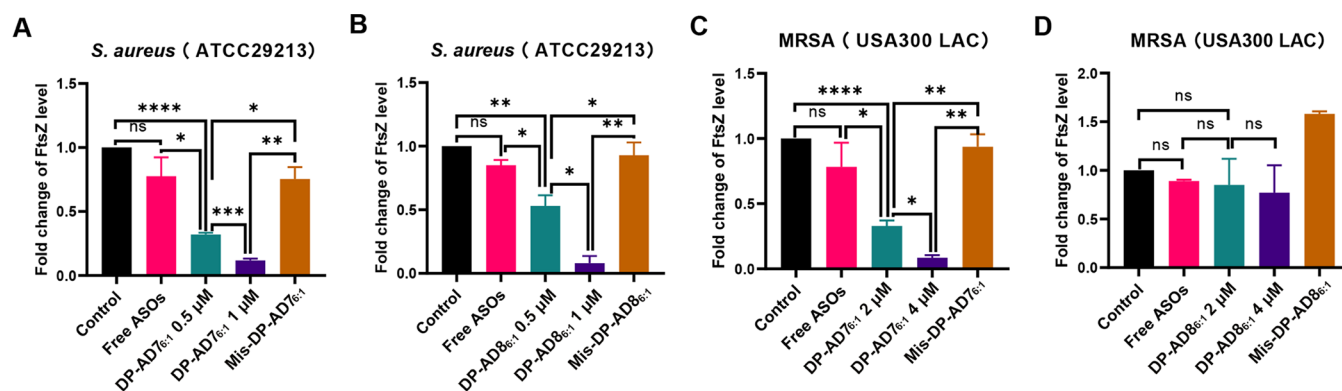 A
S. aureus ( ATCC29213)
Fold change of FtsZ level
1.5
1.0
0.5
0.0
****
*
ns
*
**
***
Control
Free ASOs
DP-AD7₆:₁ 0.5 µM
DP-AD7₆:₁ 1 µM
Mis-DP-AD7₆:₁
B
S. aureus ( ATCC29213)
Fold change of FtsZ level
1.5
1.0
0.5
0.0
**
*
ns
*
**
*
Control
Free ASOs
DP-AD8₆:₁ 0.5 µM
DP-AD8₆:₁ 1 µM
Mis-DP-AD8₆:₁
C
MRSA ( USA300 LAC)
Fold change of FtsZ level
1.5
1.0
0.5
0.0
****
**
ns
*
**
*
Control
Free ASOs
DP-AD7₆:₁ 2 µM
DP-AD7₆:₁ 4 µM
Mis-DP-AD7₆:₁
D
MRSA ( USA300 LAC)
Fold change of FtsZ level
2.0
1.5
1.0
0.5
0.0
ns
ns
ns
ns
Control
Free ASOs
DP-AD8₆:₁ 2 µM
DP-AD8₆:₁ 4 µM
Mis-DP-AD8₆:₁